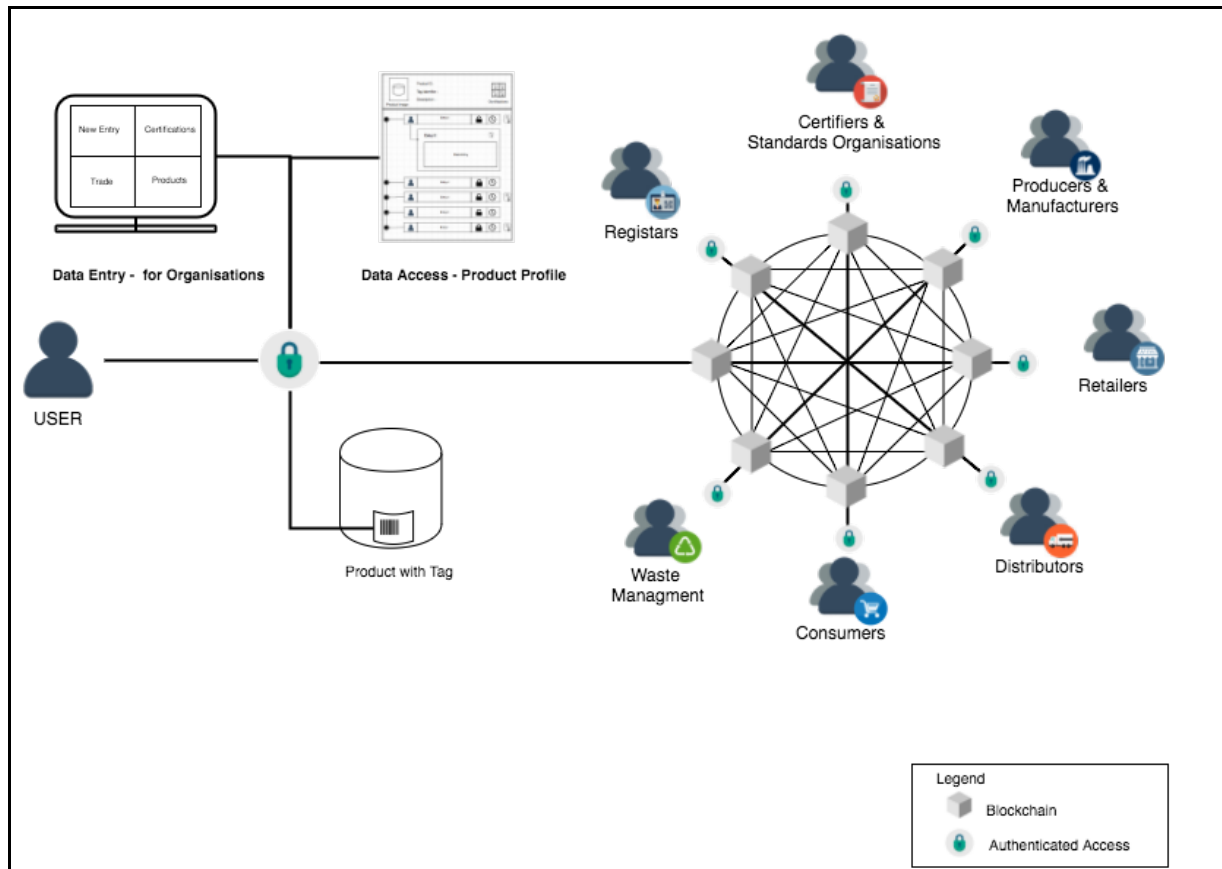 New Entry
Certifications
Trade
Products
Data Entry - for Organisations
Data Access - Product Profile
USER
Product with Tag
Certifiers &
Standards Organisations
Producers &
Manufacturers
Registars
Retailers
Distributors
Consumers
Waste
Managment
Legend
Blockchain
Authenticated Access